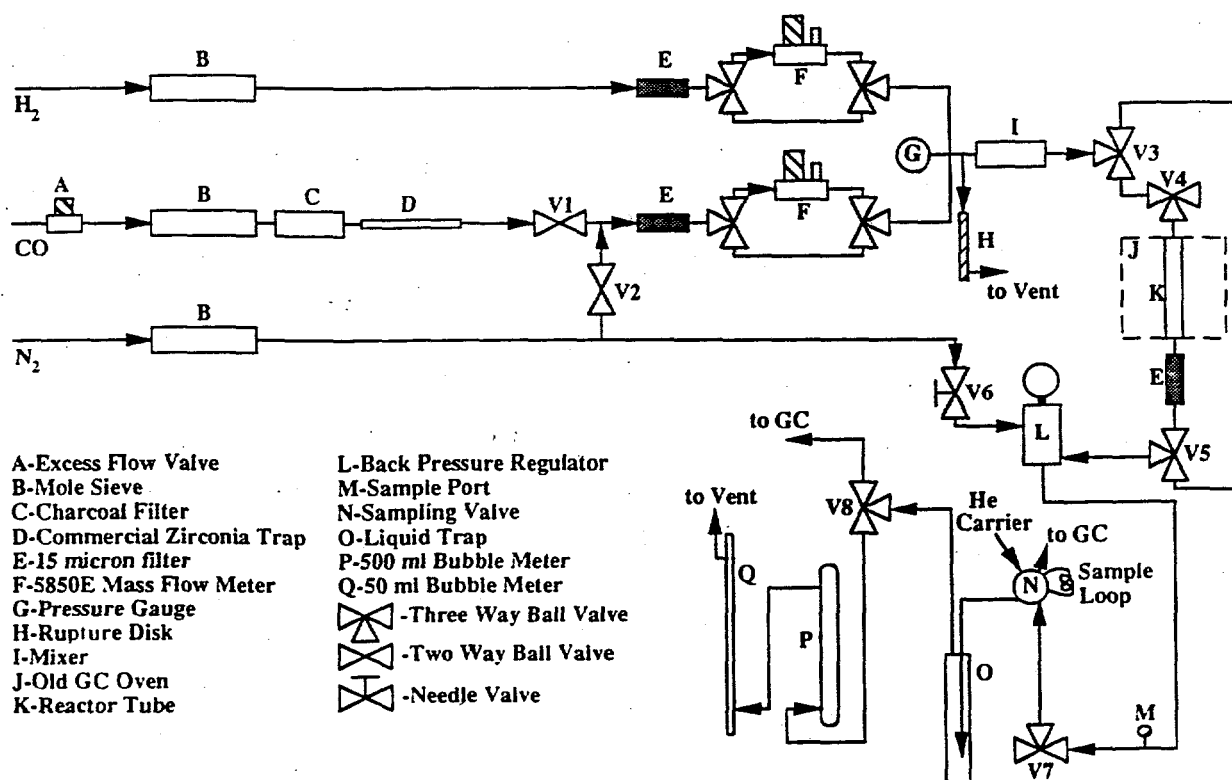 B
E
F
H2
I
G
V3
A
B
C
D
V1
E
F
V4
CO
H
J
to Vent
K
V2
B
N2
E
V6
to GC
L
V5
A-Excess Flow Valve
B-Mole Sieve
C-Charcoal Filter
D-Commercial Zirconia Trap
E-15 micron filter
F-5850E Mass Flow Meter
G-Pressure Gauge
H-Rupture Disk
I-Mixer
J-Old GC Oven
K-Reactor Tube
L-Back Pressure Regulator
M-Sample Port
N-Sampling Valve
O-Liquid Trap
P-500 ml Bubble Meter
Q-50 ml Bubble Meter
-Three Way Ball Valve
-Two Way Ball Valve
-Needle Valve
to Vent
V8
He
Carrier
to GC
Q
N
Sample
Loop
P
O
M
V7